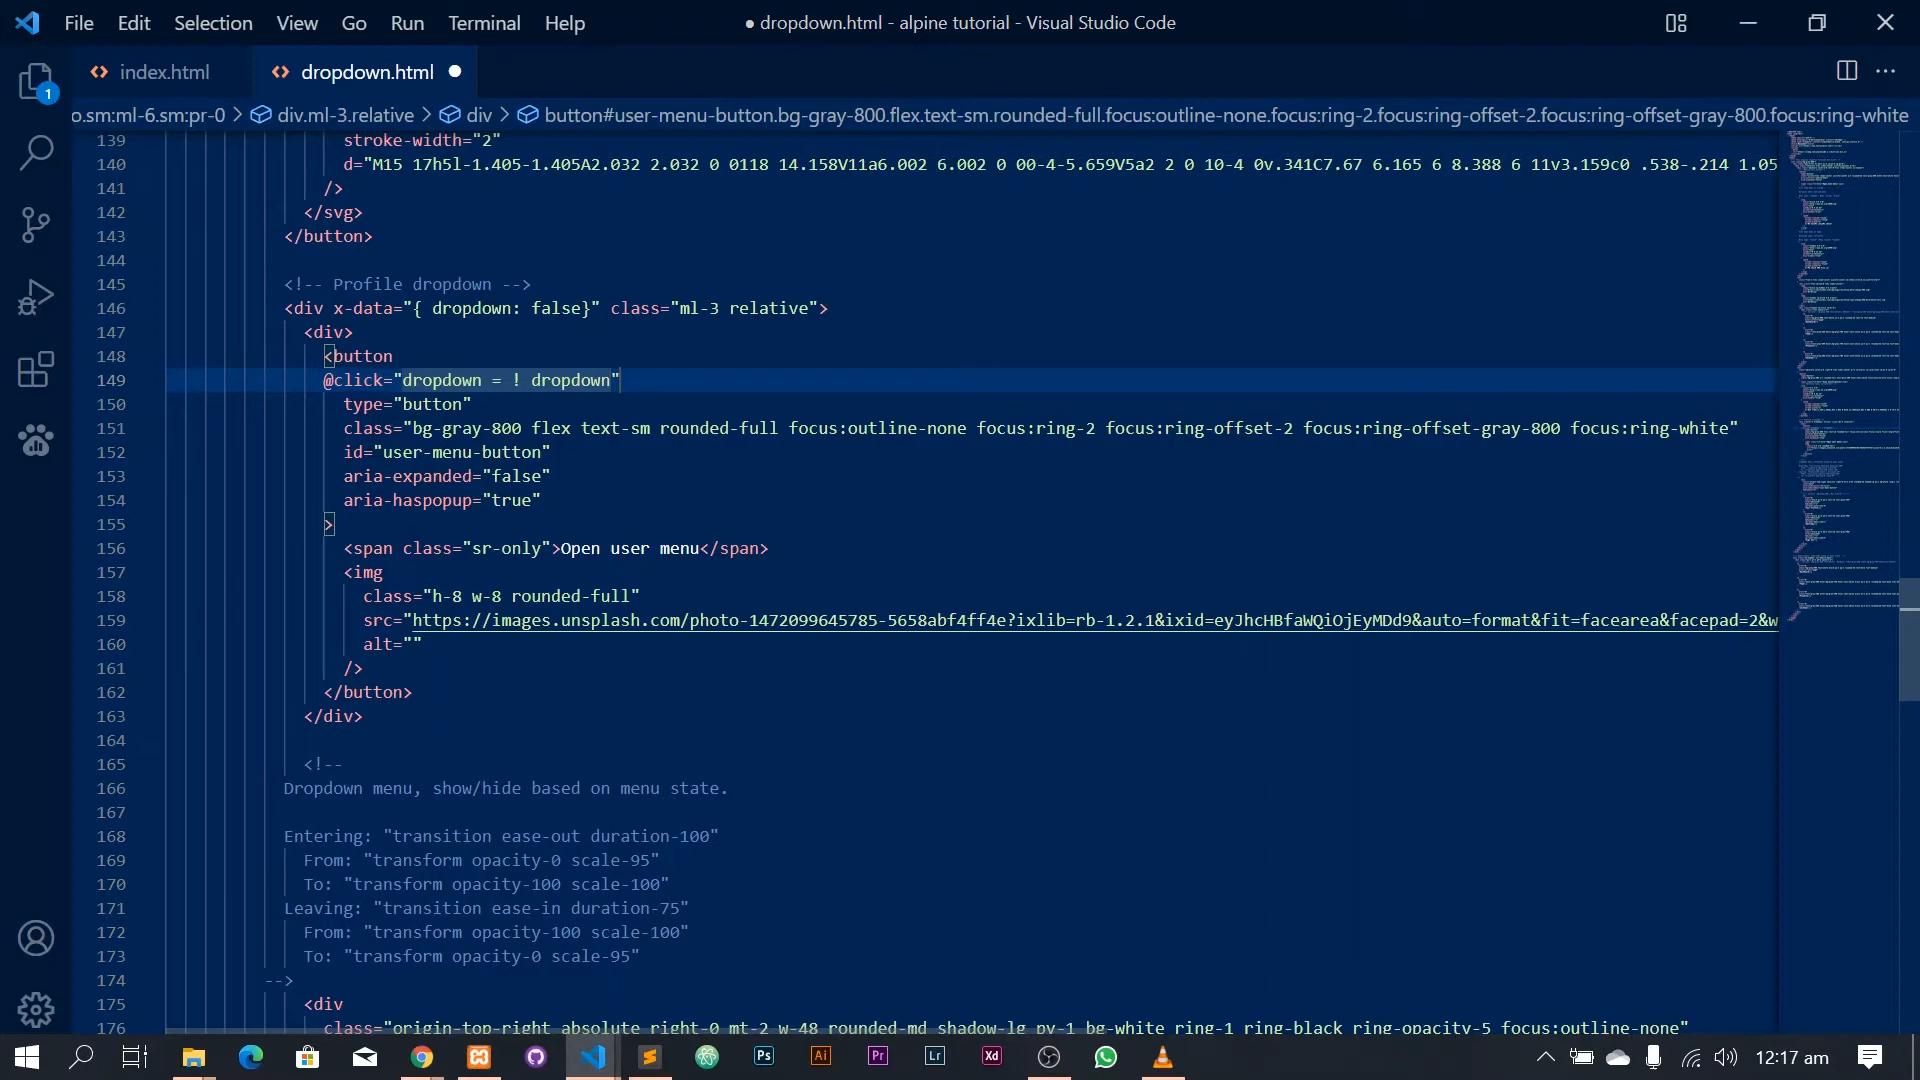 File Edit Selection View Go Run Terminal Help
● dropdown.html - alpine tutorial - Visual Studio Code
index.html
dropdown.html
1
o.sm:ml-6.sm:pr-0 > div.ml-3.relative > div > button#user-menu-button.bg-gray-800.flex.text-sm.rounded-full.focus:outline-none.focus:ring-2.focus:ring-offset-2.focus:ring-offset-gray-800.focus:ring-white
139 stroke-width="2"
140 d="M15 17h5l-1.405-1.405A2.032 2.032 0 0118 14.158V11a6.002 6.002 0 00-4-5.659V5a2 2 0 10-4 0v.341C7.67 6.165 6 8.388 6 11v3.159c0 .538-.214 1.05
141 />
142 </svg>
143 </button>
144
145 <!-- Profile dropdown -->
146 <div x-data="{ dropdown: false}" class="ml-3 relative">
147 <div>
148 <button
149 @click="dropdown = ! dropdown"
150 type="button"
151 class="bg-gray-800 flex text-sm rounded-full focus:outline-none focus:ring-2 focus:ring-offset-2 focus:ring-offset-gray-800 focus:ring-white"
152 id="user-menu-button"
153 aria-expanded="false"
154 aria-haspopup="true"
155 >
156 <span class="sr-only">Open user menu</span>
157 <img
158 class="h-8 w-8 rounded-full"
159 src="https://images.unsplash.com/photo-1472099645785-5658abf4ff4e?ixlib=rb-1.2.1&ixid=eyJhcHBfaWQiOjEyMDd9&auto=format&fit=facearea&facepad=2&w
160 alt=""
161 />
162 </button>
163 </div>
164
165 <!--
166 Dropdown menu, show/hide based on menu state.
167
168 Entering: "transition ease-out duration-100"
169 From: "transform opacity-0 scale-95"
170 To: "transform opacity-100 scale-100"
171 Leaving: "transition ease-in duration-75"
172 From: "transform opacity-100 scale-100"
173 To: "transform opacity-0 scale-95"
174 -->
175 <div
176 class="origin-top-right absolute right-0 mt-2 w-48 rounded-md shadow-lg py-1 bg-white ring-1 ring-black ring-opacity-5 focus:outline-none"
Ps Ai Pr Lr Xd
12:17 am